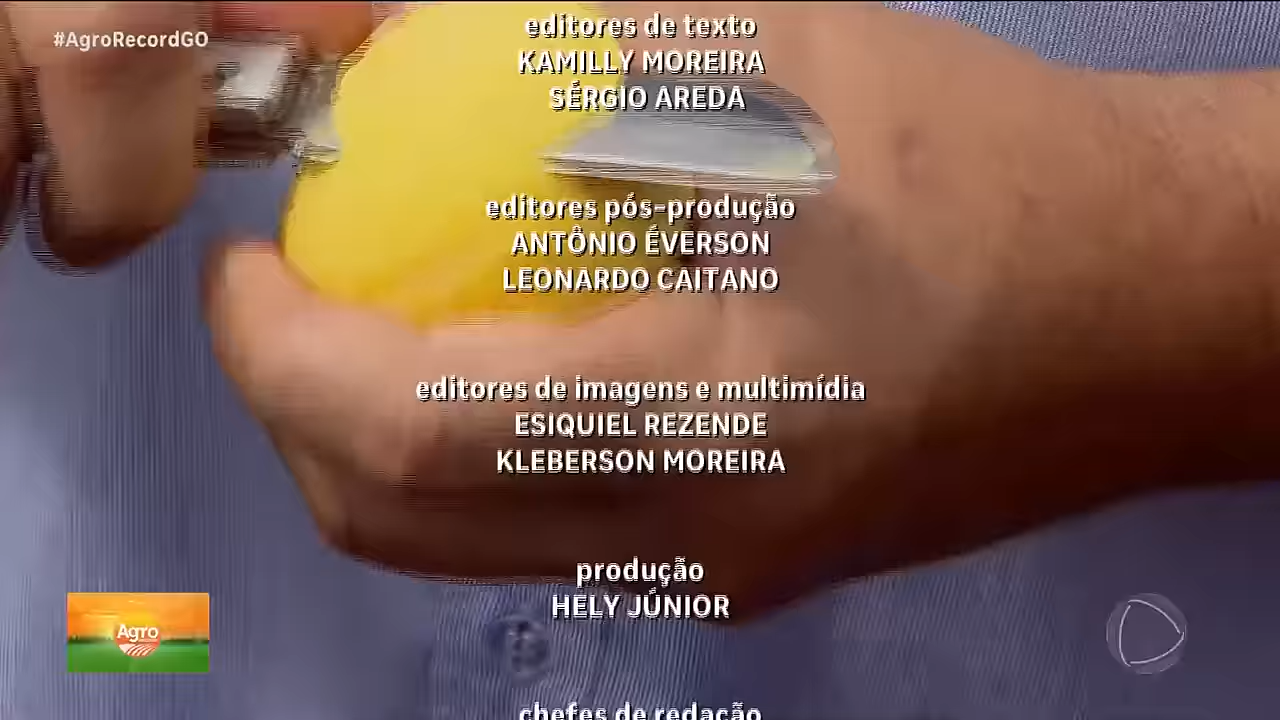 #AgroRecordGO
editores de texto
KAMILLY MOREIRA
SÉRGIO AREDA
editores pós-produção
ANTÔNIO ÉVERSON
LEONARDO CAITANO
editores de imagens e multimídia
ESIQUIEL REZENDE
KLEBERSON MOREIRA
produção
HELY JÚNIOR
Agro
chefes de redação